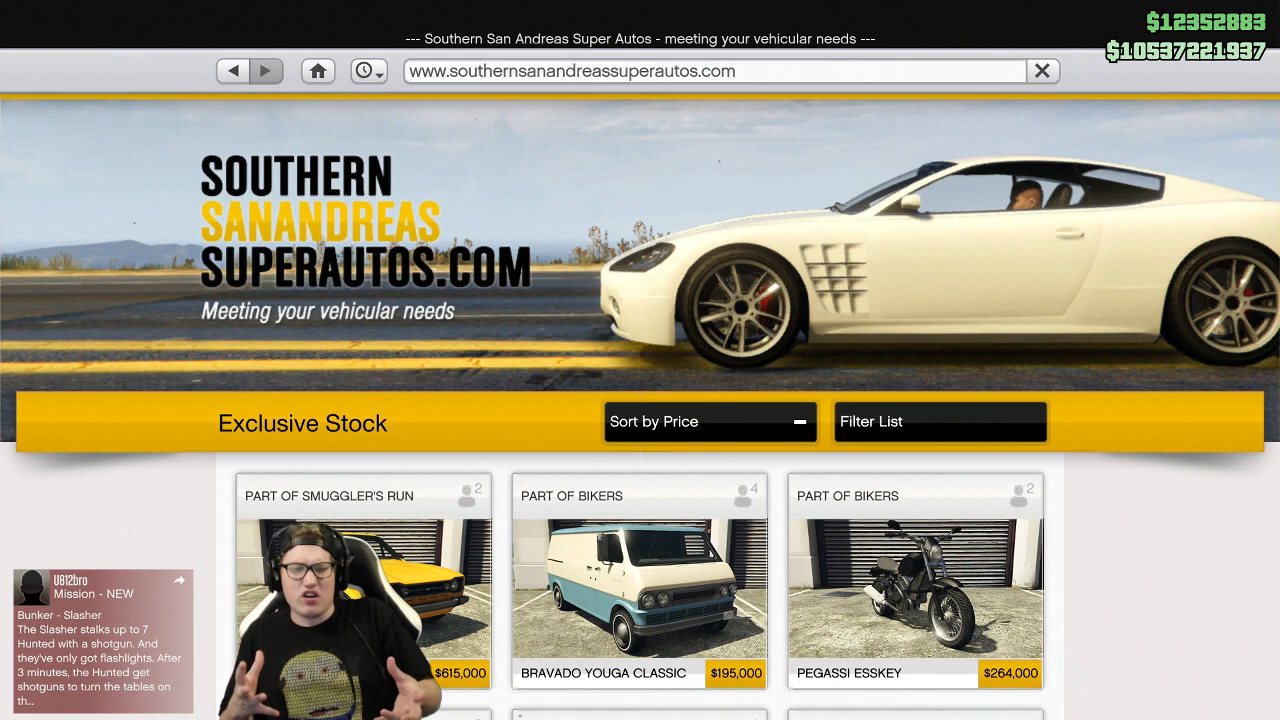 $12352883
--- Southern San Andreas Super Autos - meeting your vehicular needs ---
$10537221937
www.southernsanandreassuperautos.com
SOUTHERN
SANANDREAS
SUPERAUTOS.COM
Meeting your vehicular needs
Exclusive Stock
Sort by Price
Filter List
PART OF SMUGGLER'S RUN
2
PART OF BIKERS
4
PART OF BIKERS
2
$615,000
BRAVADO YOUGA CLASSIC
$195,000
PEGASSI ESSKEY
$264,000
UB12bro
Mission - NEW
Bunker - Slasher
The Slasher stalks up to 7
Hunted with a shotgun. And
they've only got flashlights. After
3 minutes, the Hunted get
shotguns to turn the tables on
th...